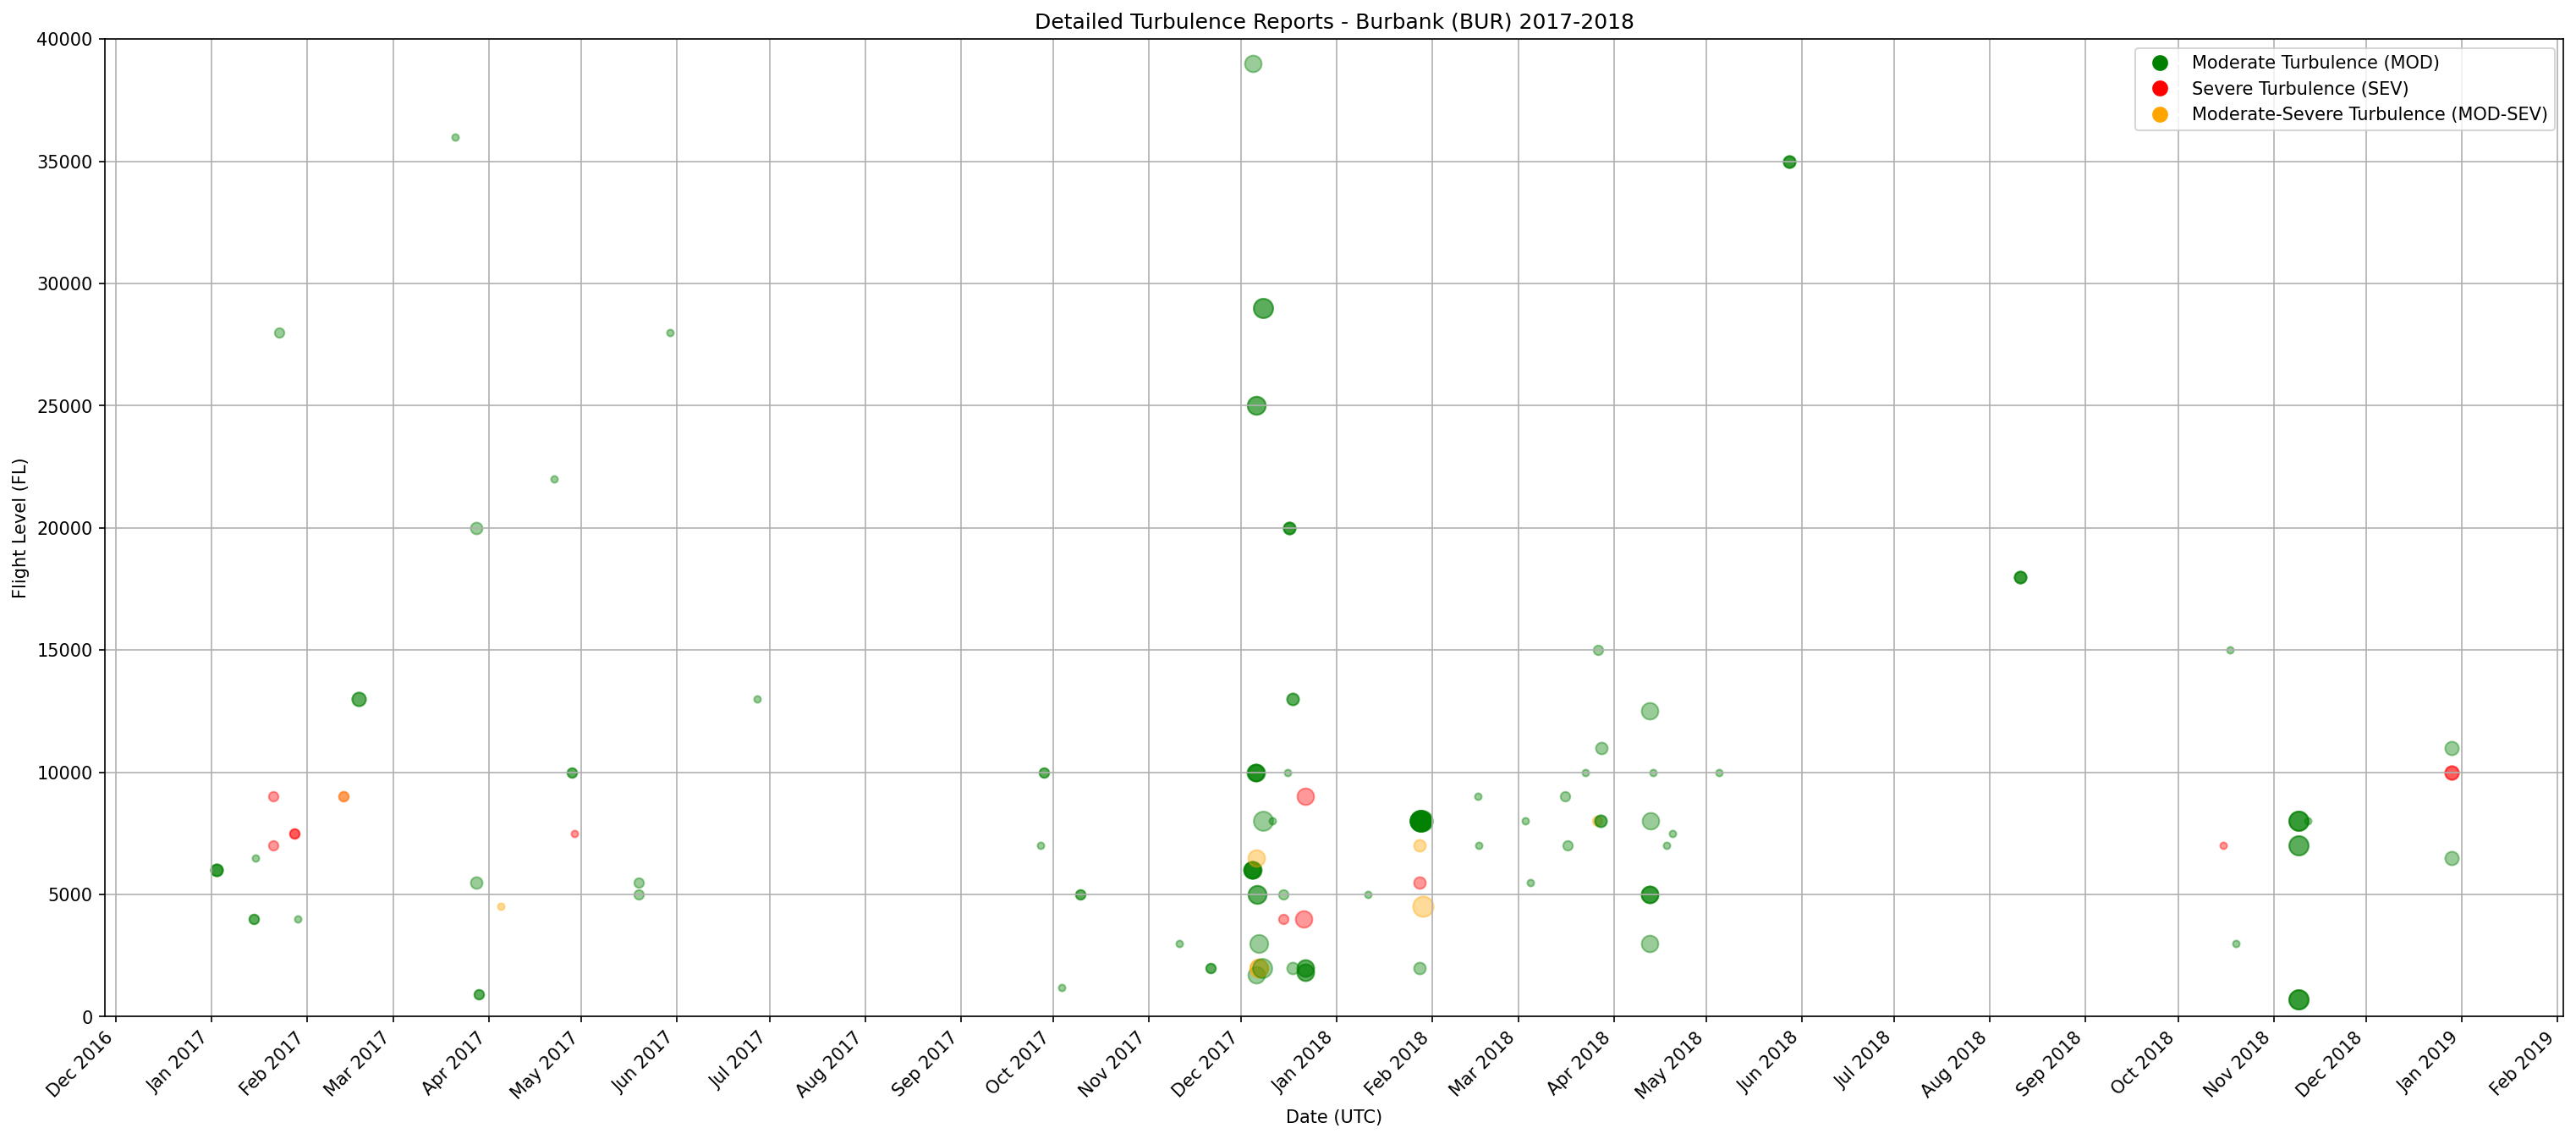 Detailed Turbulence Reports - Burbank (BUR) 2017-2018
Moderate Turbulence (MOD)
Severe Turbulence (SEV)
Moderate-Severe Turbulence (MOD-SEV)
Flight Level (FL)
40000
35000
30000
25000
20000
15000
10000
5000
0
Dec 2016
Jan 2017
Feb 2017
Mar 2017
Apr 2017
May 2017
Jun 2017
Jul 2017
Aug 2017
Sep 2017
Oct 2017
Nov 2017
Dec 2017
Jan 2018
Feb 2018
Mar 2018
Apr 2018
May 2018
Jun 2018
Jul 2018
Aug 2018
Sep 2018
Oct 2018
Nov 2018
Dec 2018
Jan 2019
Feb 2019
Date (UTC)